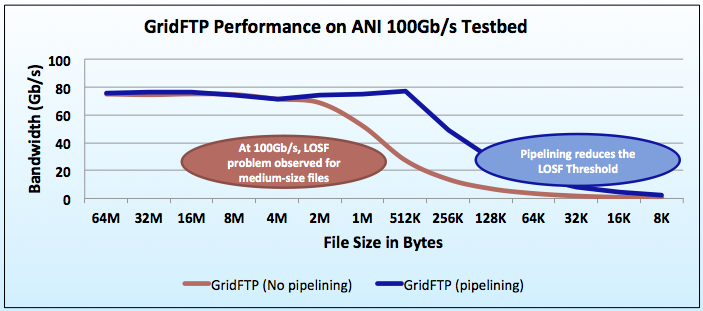 GridFTP Performance on ANI 100Gb/s Testbed
Bandwidth (Gb/s)
100
80
60
40
20
0
At 100Gb/s, LOSF
problem observed for
medium-size files
Pipelining reduces the
LOSF Threshold
64M 32M 16M 8M 4M 2M 1M 512K 256K 128K 64K 32K 16K 8K
File Size in Bytes
GridFTP (No pipelining) GridFTP (pipelining)